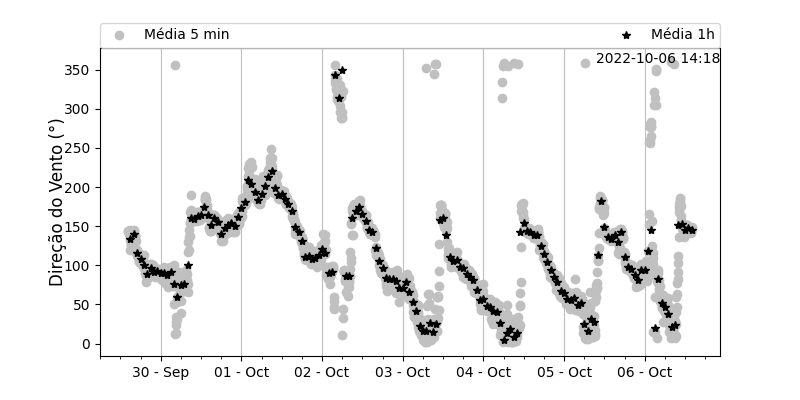 Média 5 min
Média 1h
2022-10-06 14:18
Direção do Vento (°)
350
300
250
200
150
100
50
0
30 - Sep
01 - Oct
02 - Oct
03 - Oct
04 - Oct
05 - Oct
06 - Oct